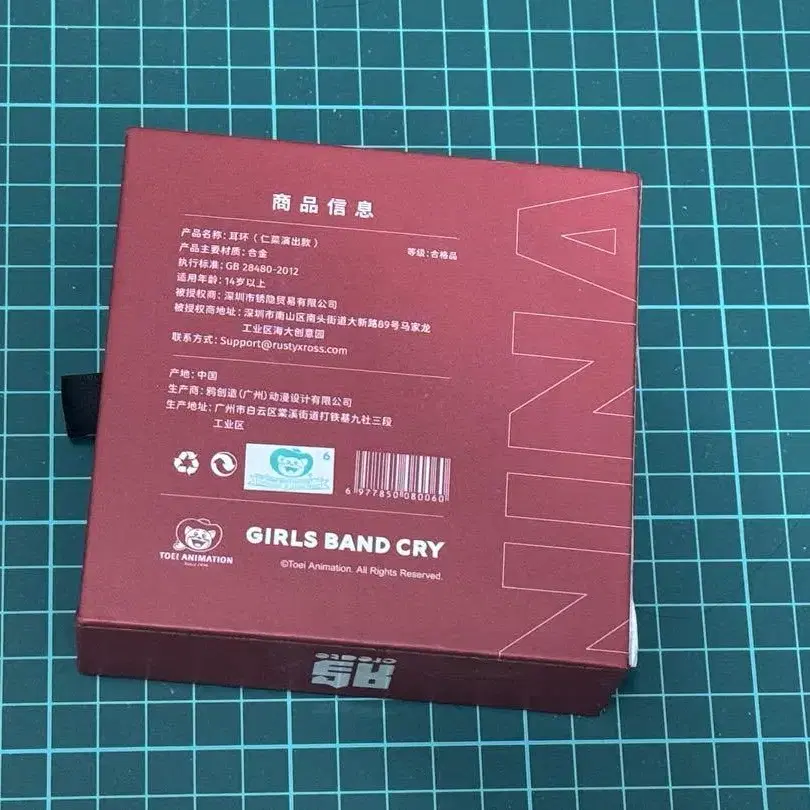 商品信息
产品名称：耳环（仁菜演出款）
等级：合格品
产品主要材质：合金
执行标准：GB 28480-2012
适用年龄：14岁以上
被授权商：深圳市锈隐贸易有限公司
被授权商地址：深圳市南山区南头街道大新路89号马家龙
工业区海大创意园
联系方式：Support@rustyxross.com
产地：中国
生产商：鸦创造（广州）动漫设计有限公司
生产地址：广州市白云区棠溪街道打铁基九社三段
工业区
6
6 977850 080060
TOEI ANIMATION
GIRLS BAND CRY
©Toei Animation. All Rights Reserved.
NINA
create